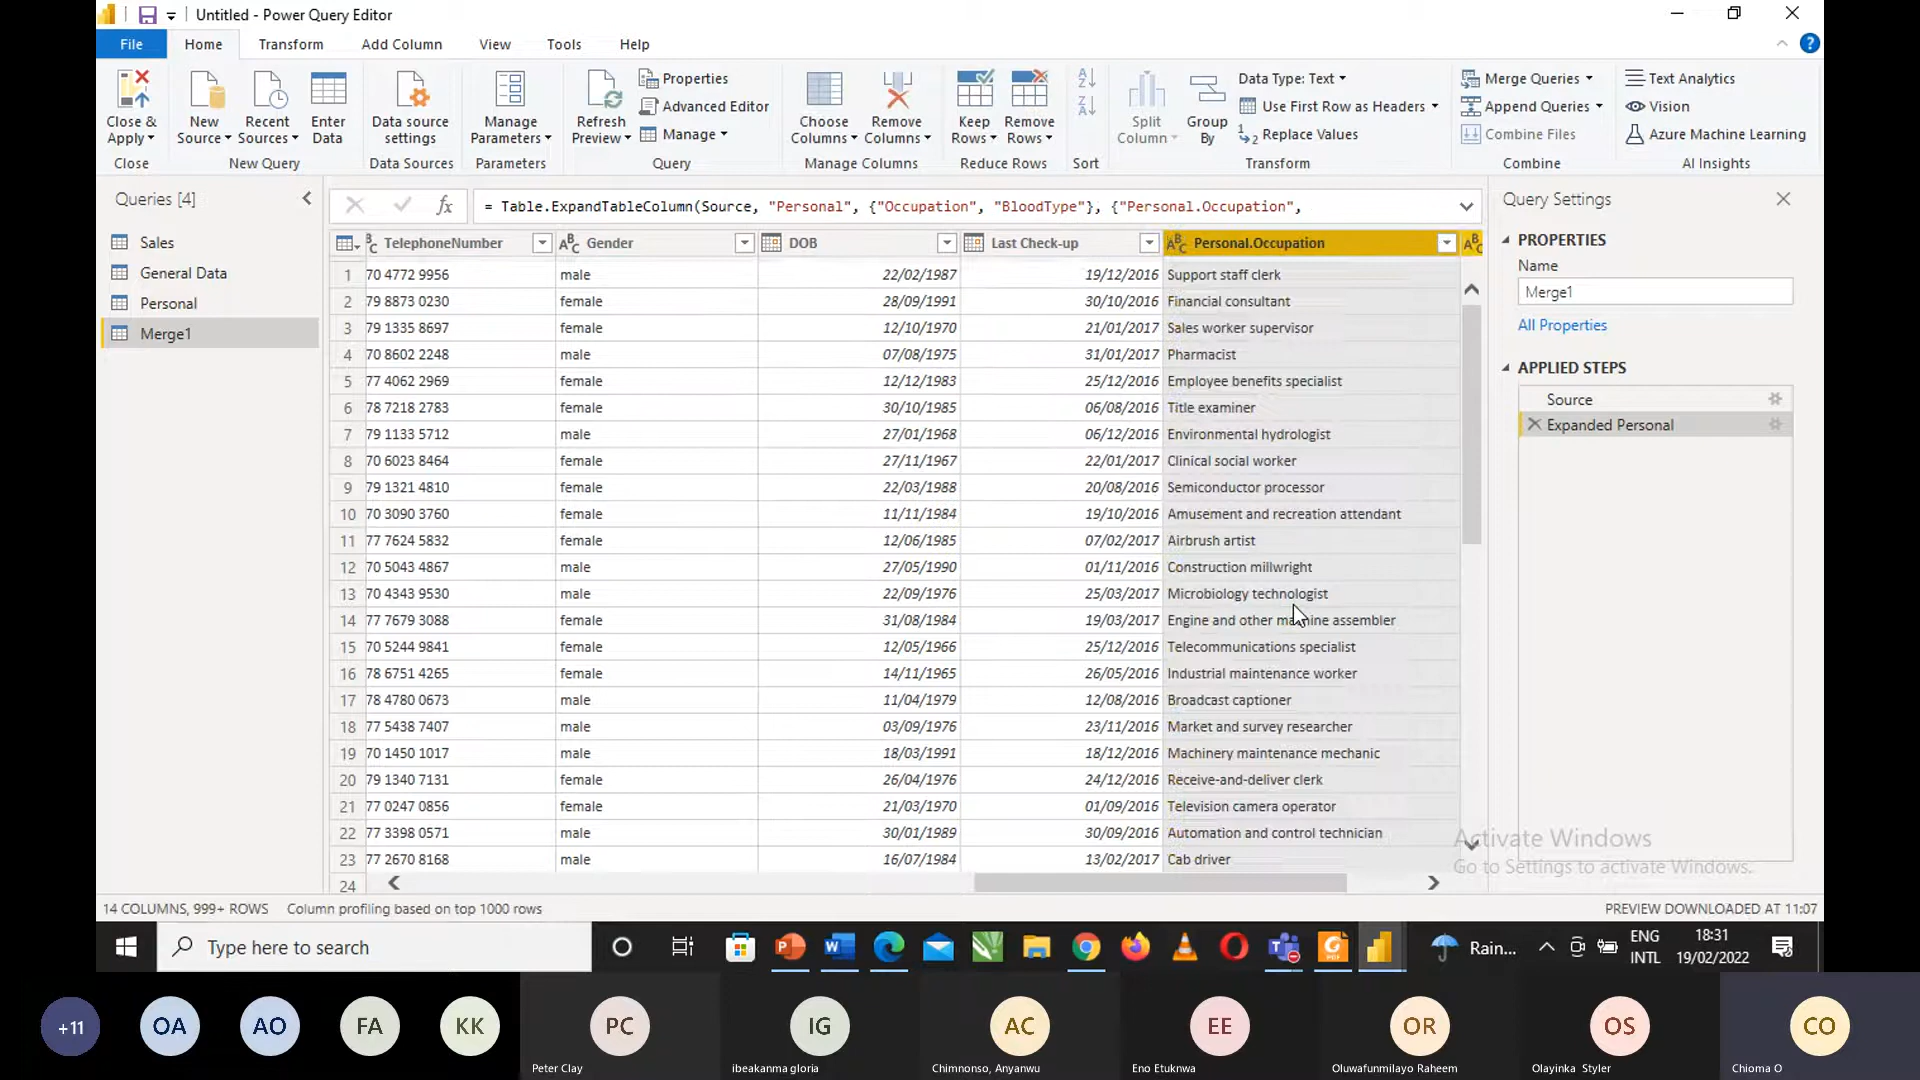 Untitled - Power Query Editor
File Home Transform Add Column View Tools Help
Close & Apply
New Source
Recent Sources
Enter Data
Data source settings
Manage Parameters
Refresh Preview
Properties
Advanced Editor
Manage
Choose Columns
Remove Columns
Keep Rows
Remove Rows
Split Column
Group By
Data Type: Text
Use First Row as Headers
Replace Values
Merge Queries
Append Queries
Combine Files
Text Analytics
Vision
Azure Machine Learning
Close New Query Data Sources Parameters Query Manage Columns Reduce Rows Sort Transform Combine AI Insights
Queries [4]
Sales
General Data
Personal
Merge1
fx = Table.ExpandTableColumn(Source, "Personal", {"Occupation", "BloodType"}, {"Personal.Occupation",
TelephoneNumber Gender DOB Last Check-up Personal.Occupation
1 70 4772 9956 male 22/02/1987 19/12/2016 Support staff clerk
2 79 8873 0230 female 28/09/1991 30/10/2016 Financial consultant
3 79 1335 8697 female 12/10/1970 21/01/2017 Sales worker supervisor
4 70 8602 2248 male 07/08/1975 31/01/2017 Pharmacist
5 77 4062 2969 female 12/12/1983 25/12/2016 Employee benefits specialist
6 78 7218 2783 female 30/10/1985 06/08/2016 Title examiner
7 79 1133 5712 male 27/01/1968 06/12/2016 Environmental hydrologist
8 70 6023 8464 female 27/11/1967 22/01/2017 Clinical social worker
9 79 1321 4810 female 22/03/1988 20/08/2016 Semiconductor processor
10 70 3090 3760 female 11/11/1984 19/10/2016 Amusement and recreation attendant
11 77 7624 5832 female 12/06/1985 07/02/2017 Airbrush artist
12 70 5043 4867 male 27/05/1990 01/11/2016 Construction millwright
13 70 4343 9530 male 22/09/1976 25/03/2017 Microbiology technologist
14 77 7679 3088 female 31/08/1984 19/03/2017 Engine and other machine assembler
15 70 5244 9841 female 12/05/1966 25/12/2016 Telecommunications specialist
16 78 6751 4265 female 14/11/1965 26/05/2016 Industrial maintenance worker
17 78 4780 0673 male 11/04/1979 12/08/2016 Broadcast captioner
18 77 5438 7407 male 03/09/1976 23/11/2016 Market and survey researcher
19 70 1450 1017 male 18/03/1991 18/12/2016 Machinery maintenance mechanic
20 79 1340 7131 female 26/04/1976 24/12/2016 Receive-and-deliver clerk
21 77 0247 0856 female 21/03/1970 01/09/2016 Television camera operator
22 77 3398 0571 male 30/01/1989 30/09/2016 Automation and control technician
23 77 2670 8168 male 16/07/1984 13/02/2017 Cab driver
24
Query Settings
PROPERTIES
Name
Merge1
All Properties
APPLIED STEPS
Source
Expanded Personal
Activate Windows
Go to Settings to activate Windows.
14 COLUMNS, 999+ ROWS Column profiling based on top 1000 rows PREVIEW DOWNLOADED AT 11:07
Type here to search
Rain...
ENG
INTL
18:31
19/02/2022
+11 OA AO FA KK PC IG AC EE OR OS CO
Peter Clay ibeakanma gloria Chimnonso, Anyanwu Eno Etuknwa Oluwafunmilayo Raheem Olayinka Styler Chioma O